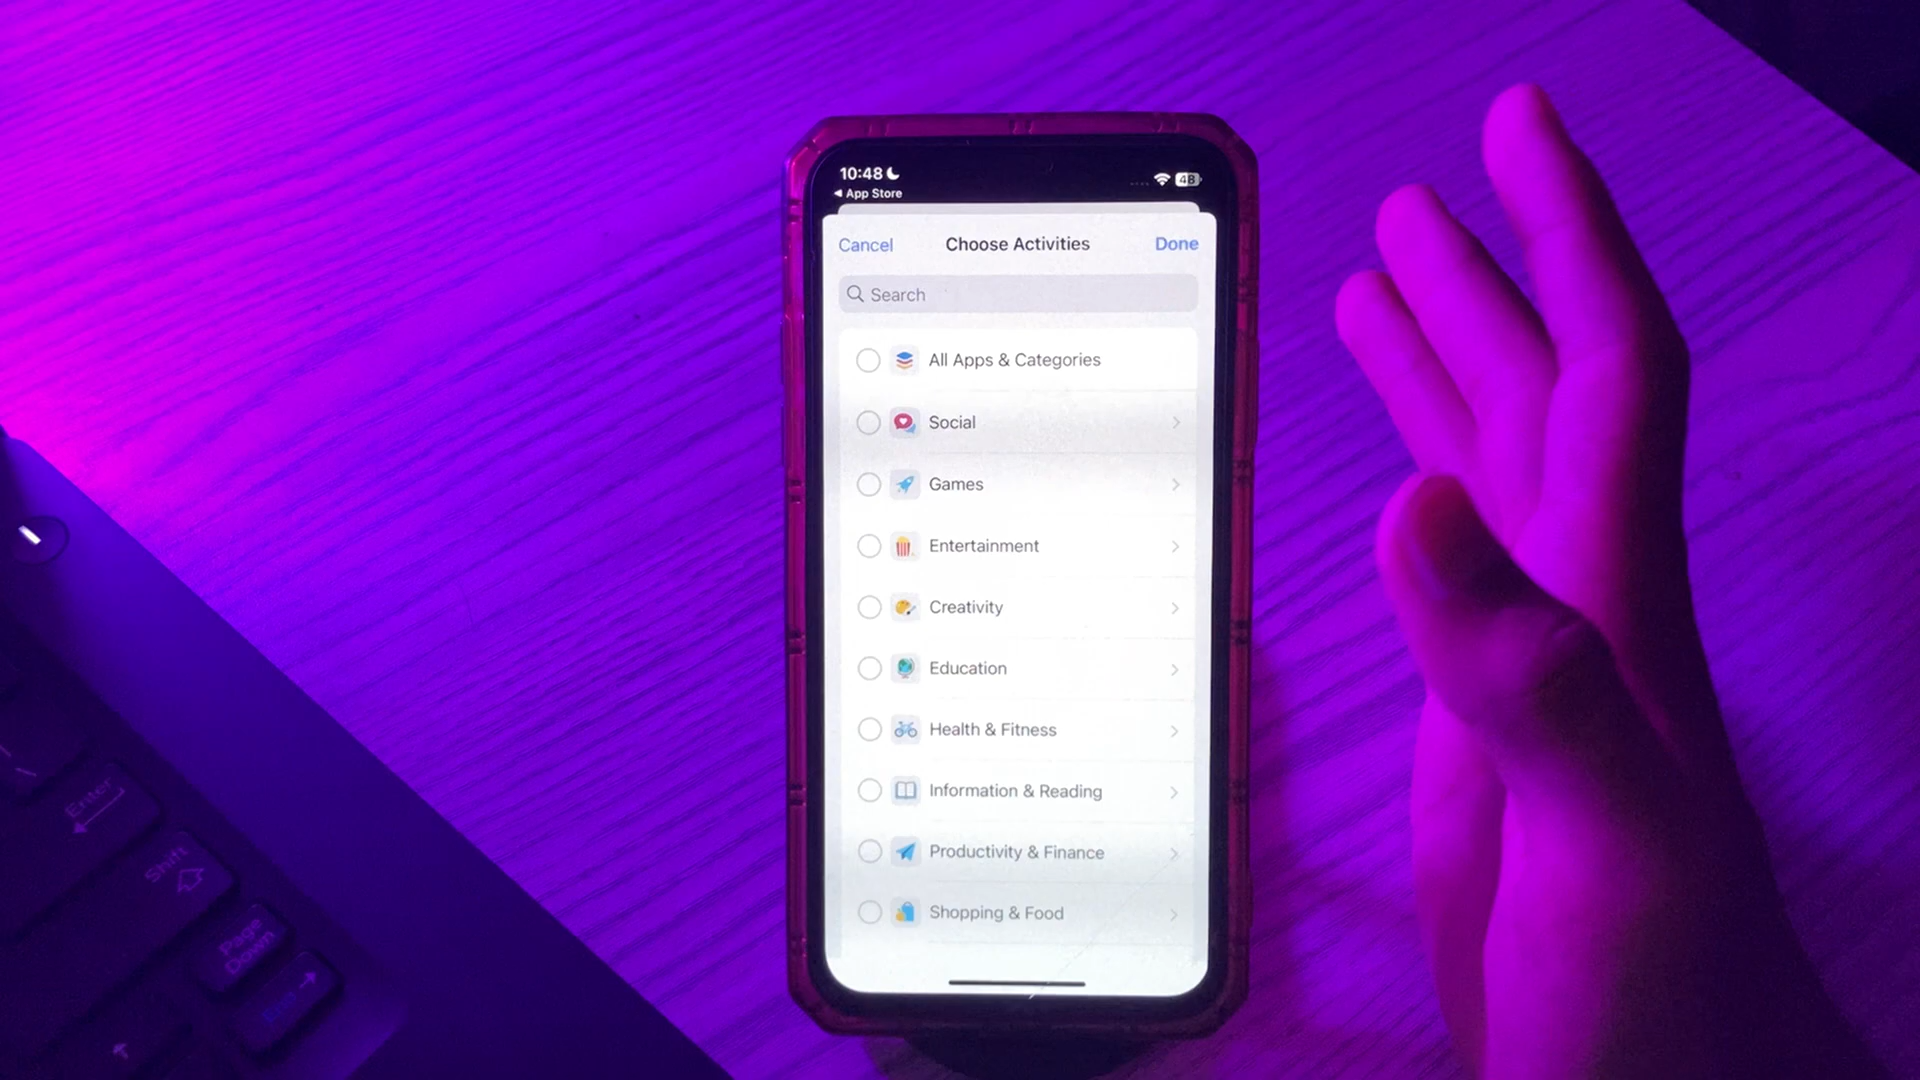 10:48
48
App Store
Cancel
Choose Activities
Done
Search
All Apps & Categories
Social
Games
Entertainment
Creativity
Education
Health & Fitness
Information & Reading
Productivity & Finance
Shopping & Food
Enter
Shift
Page
Down